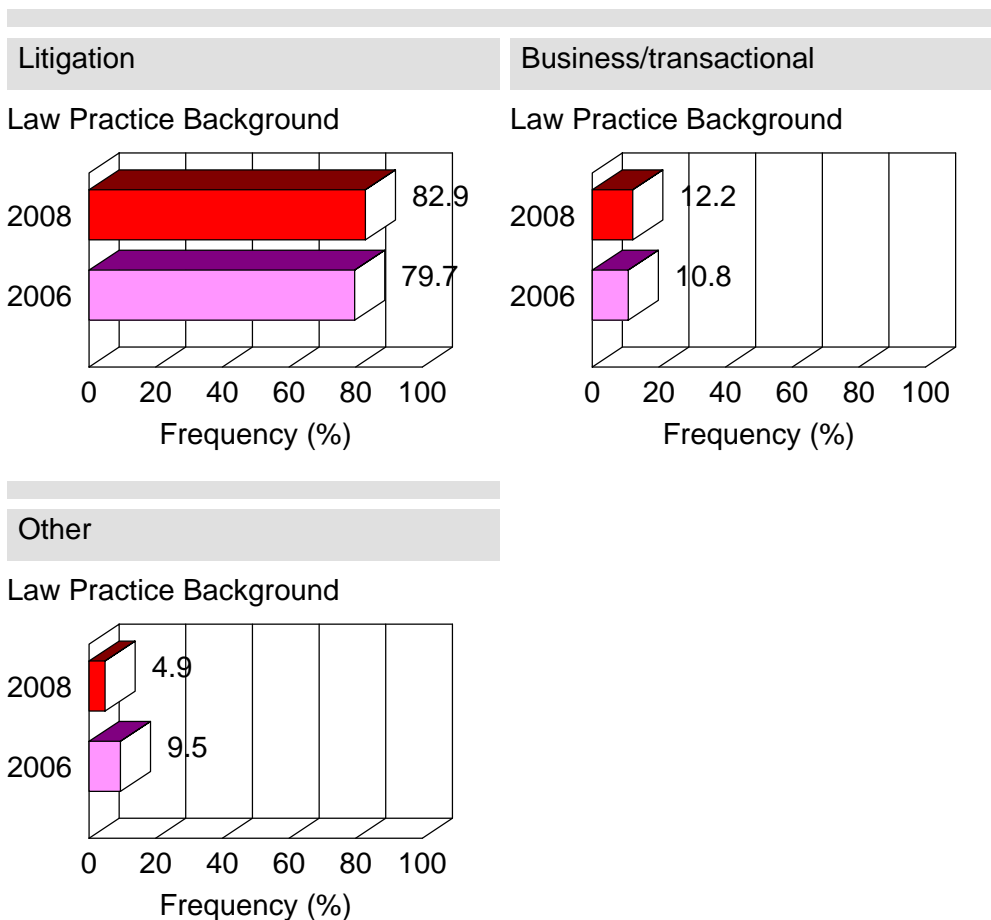 Litigation
Law Practice Background
2008 82.9
2006 79.7
0 20 40 60 80 100
Frequency (%)
Business/transactional
Law Practice Background
2008 12.2
2006 10.8
0 20 40 60 80 100
Frequency (%)
Other
Law Practice Background
2008 4.9
2006 9.5
0 20 40 60 80 100
Frequency (%)